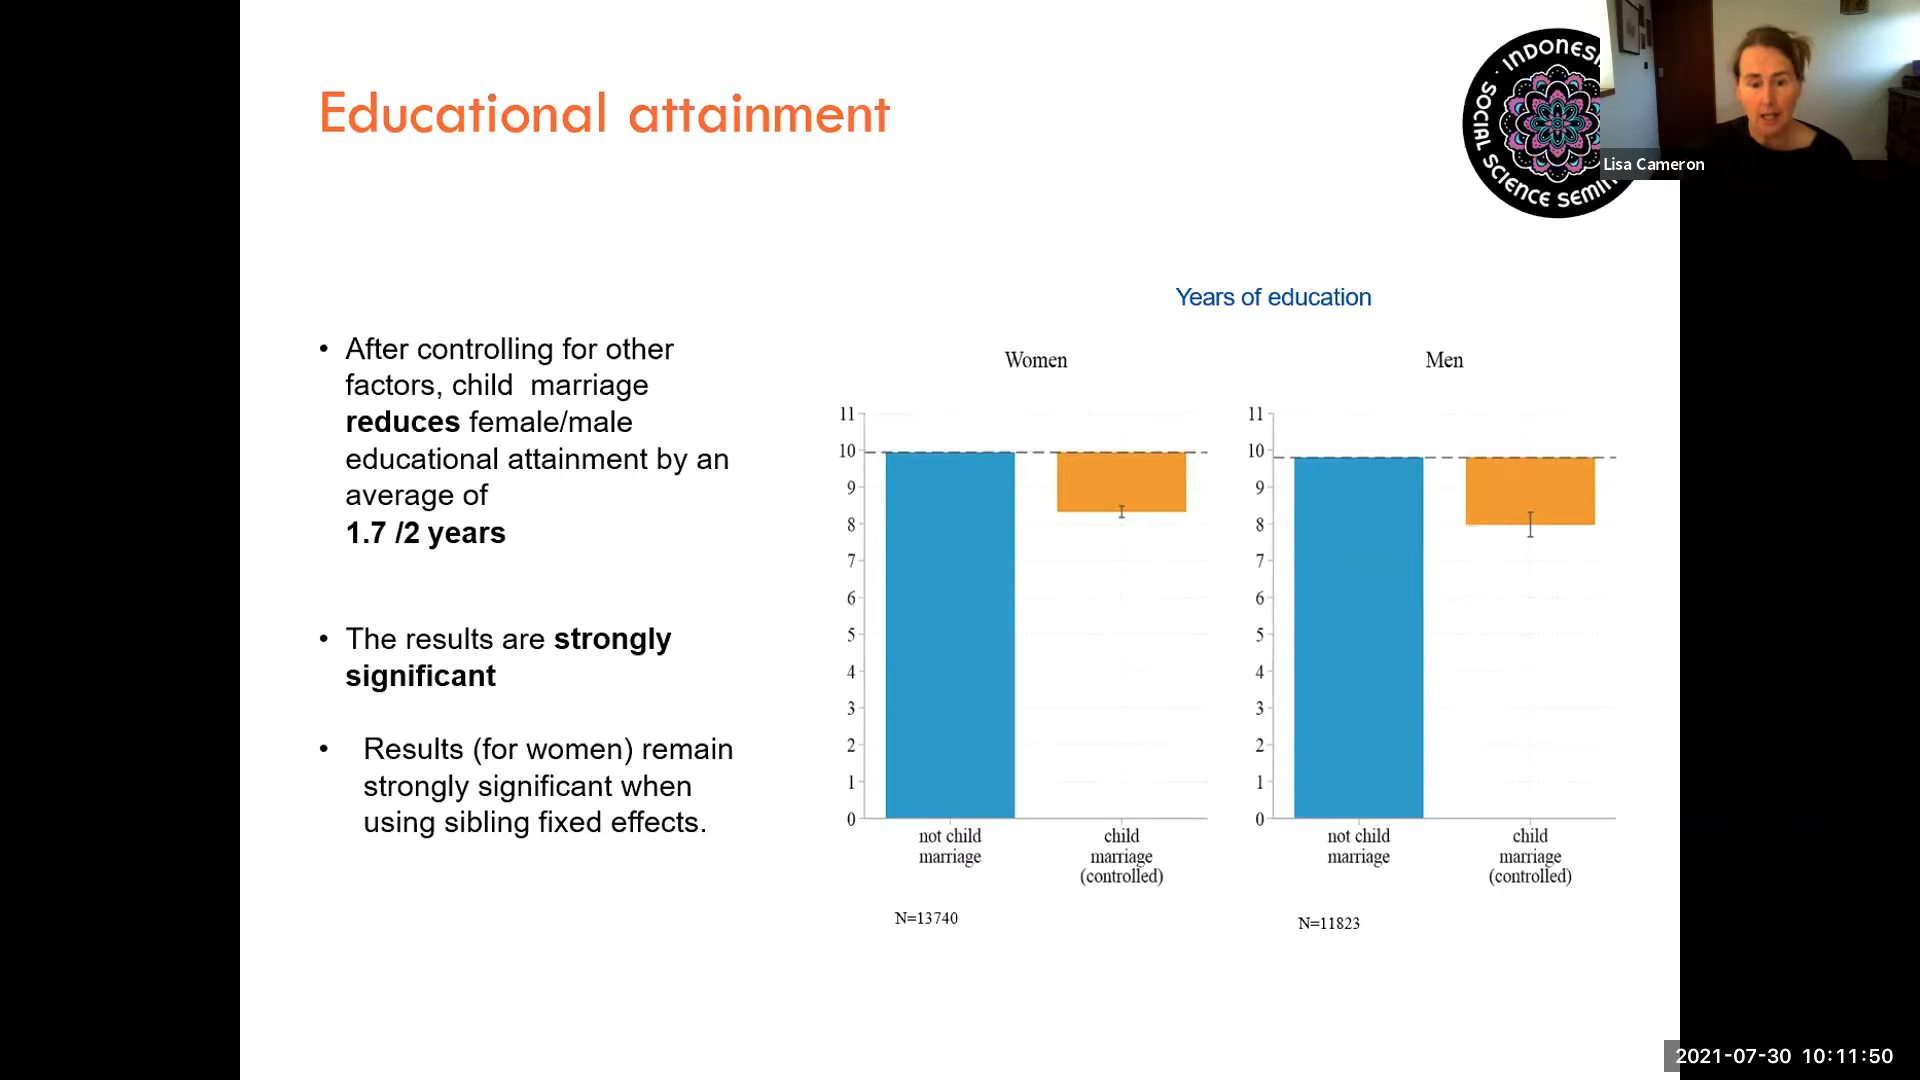 Educational attainment
INDONESI
SOCIAL SCIENCE SEMIN
Lisa Cameron
Years of education
• After controlling for other
factors, child marriage
reduces female/male
educational attainment by an
average of
1.7 /2 years
• The results are strongly
significant
• Results (for women) remain
strongly significant when
using sibling fixed effects.
Women
11
10
9
8
7
6
5
4
3
2
1
0
not child
marriage
child
marriage
(controlled)
N=13740
Men
11
10
9
8
7
6
5
4
3
2
1
0
not child
marriage
child
marriage
(controlled)
N=11823
2021-07-30 10:11:50